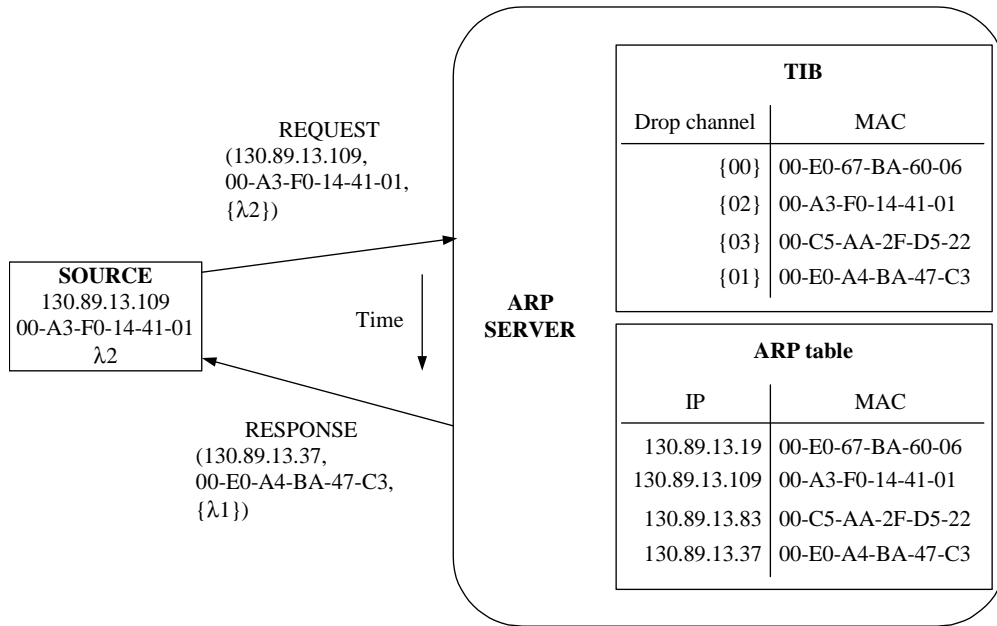 REQUEST
(130.89.13.109,
00-A3-F0-14-41-01,
{λ2})
SOURCE
130.89.13.109
00-A3-F0-14-41-01
λ2
Time
RESPONSE
(130.89.13.37,
00-E0-A4-BA-47-C3,
{λ1})
ARP
SERVER
TIB
Drop channel MAC
{00} 00-E0-67-BA-60-06
{02} 00-A3-F0-14-41-01
{03} 00-C5-AA-2F-D5-22
{01} 00-E0-A4-BA-47-C3
ARP table
IP MAC
130.89.13.19 00-E0-67-BA-60-06
130.89.13.109 00-A3-F0-14-41-01
130.89.13.83 00-C5-AA-2F-D5-22
130.89.13.37 00-E0-A4-BA-47-C3